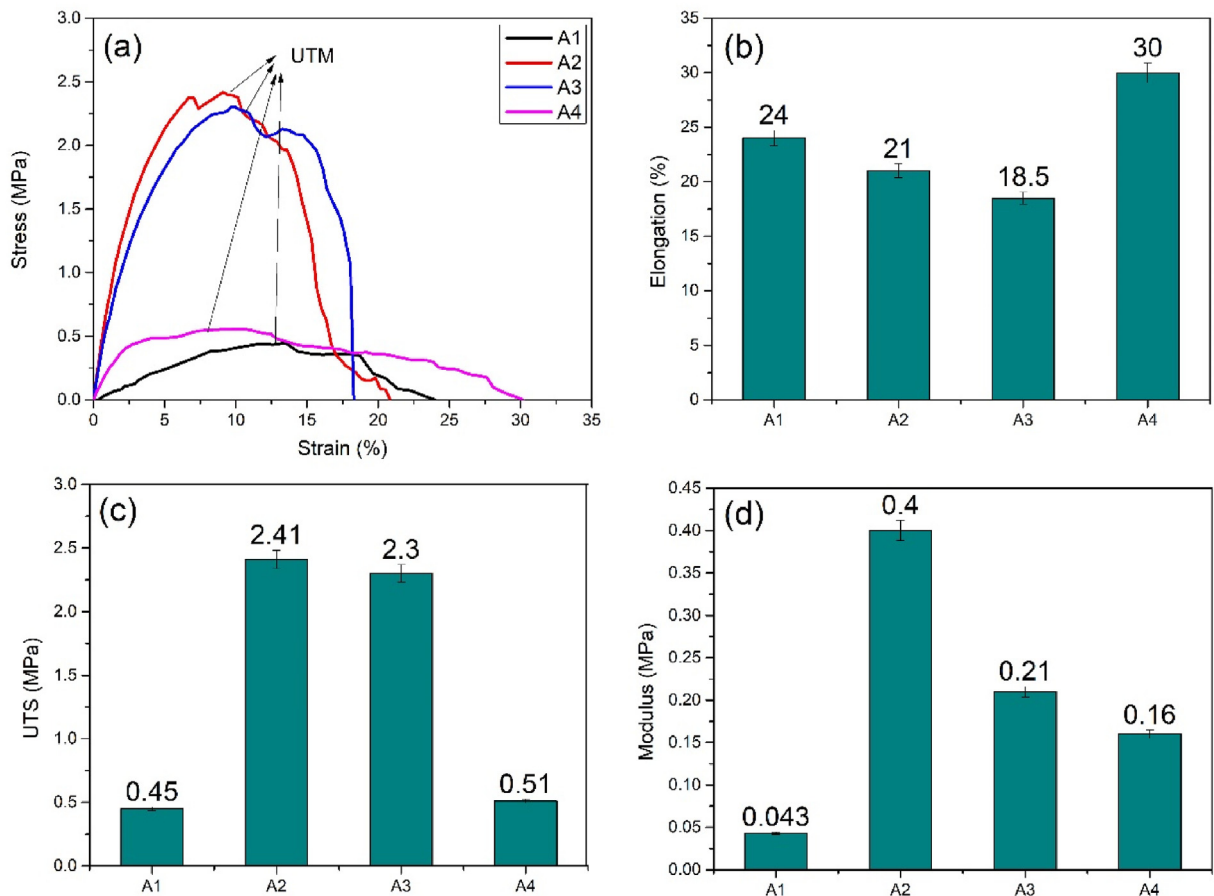 (a)
UTM
A1
A2
A3
A4
3.0
2.5
2.0
1.5
1.0
0.5
0.0
Stress (MPa)
0 5 10 15 20 25 30 35
Strain (%)
(b)
24
21
18.5
30
35
30
25
20
15
10
5
0
Elongation (%)
A1 A2 A3 A4
(c)
0.45
2.41
2.3
0.51
3.0
2.5
2.0
1.5
1.0
0.5
0.0
UTS (MPa)
A1 A2 A3 A4
(d)
0.043
0.4
0.21
0.16
0.45
0.40
0.35
0.30
0.25
0.20
0.15
0.10
0.05
0.00
Modulus (MPa)
A1 A2 A3 A4